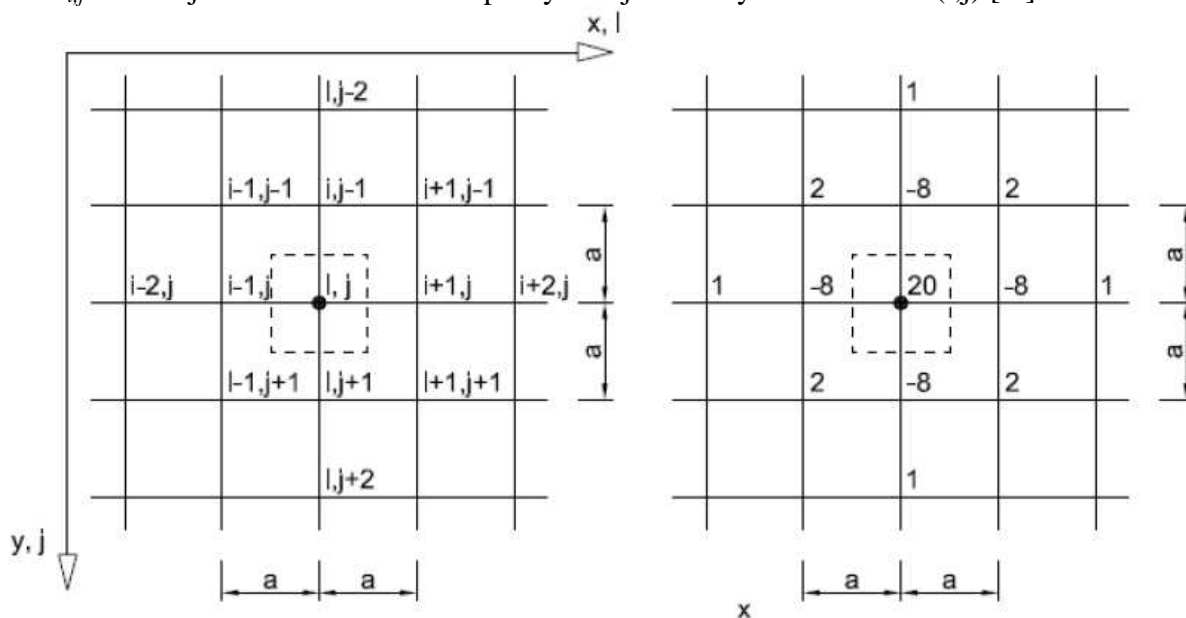 x, l
l,j-2
1
i-1,j-1 i,j-1 i+1,j-1
2 -8 2
a
a
i-2,j i-1,j l, j i+1,j i+2,j
1 -8 20 -8 1
a
a
l-1,j+1 l,j+1 l+1,j+1
2 -8 2
l,j+2
1
y, j
a a
a a
x